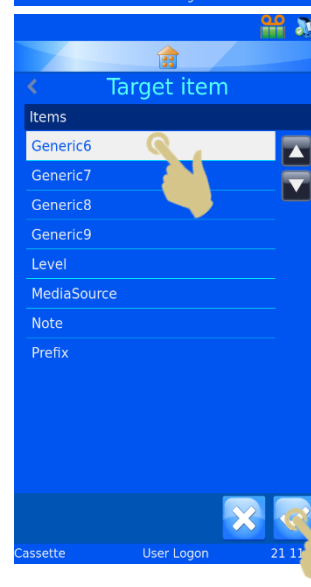 Target item
Items
Generic6
Generic7
Generic8
Generic9
Level
MediaSource
Note
Prefix
Cassette
User Logon
21 11